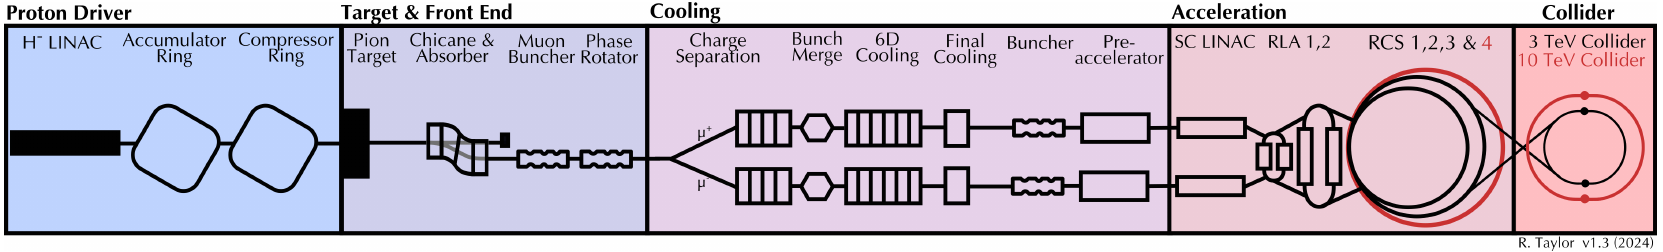 Proton Driver
Target & Front End
Cooling
Acceleration
Collider
H⁻ LINAC
Accumulator
Ring
Compressor
Ring
Pion
Target
Chicane &
Absorber
Muon
Buncher
Phase
Rotator
Charge
Separation
Bunch
Merge
6D
Cooling
Final
Cooling
Buncher
Pre-
accelerator
SC LINAC
RLA 1,2
RCS 1,2,3 & 4
3 TeV Collider
10 TeV Collider
μ⁺
μ⁻
R. Taylor v1.3 (2024)